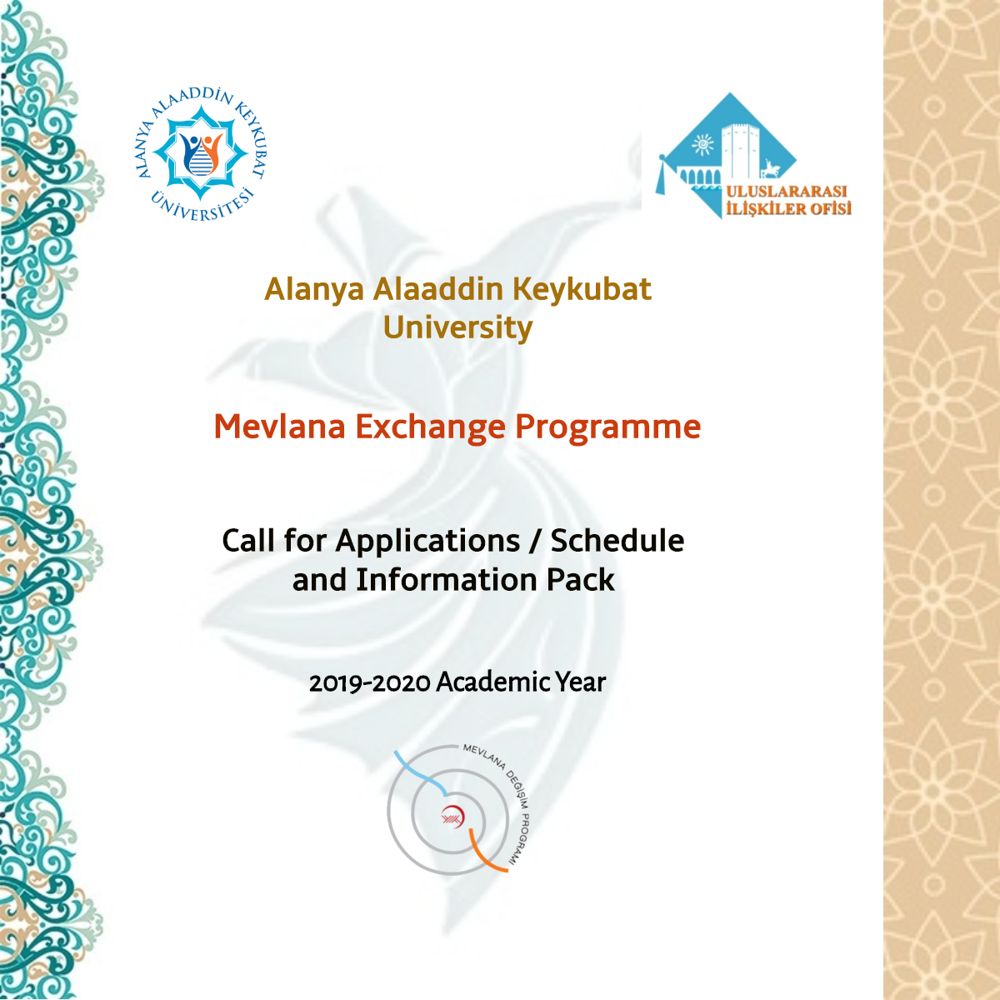 ALANYA ALAADDİN KEYKUBAT
ÜNİVERSİTESİ
ULUSLARARASI
İLİŞKİLER OFİSİ
Alanya Alaaddin Keykubat
University
Mevlana Exchange Programme
Call for Applications / Schedule
and Information Pack
2019-2020 Academic Year
MEVLANA DEĞİŞİM PROGRAMI